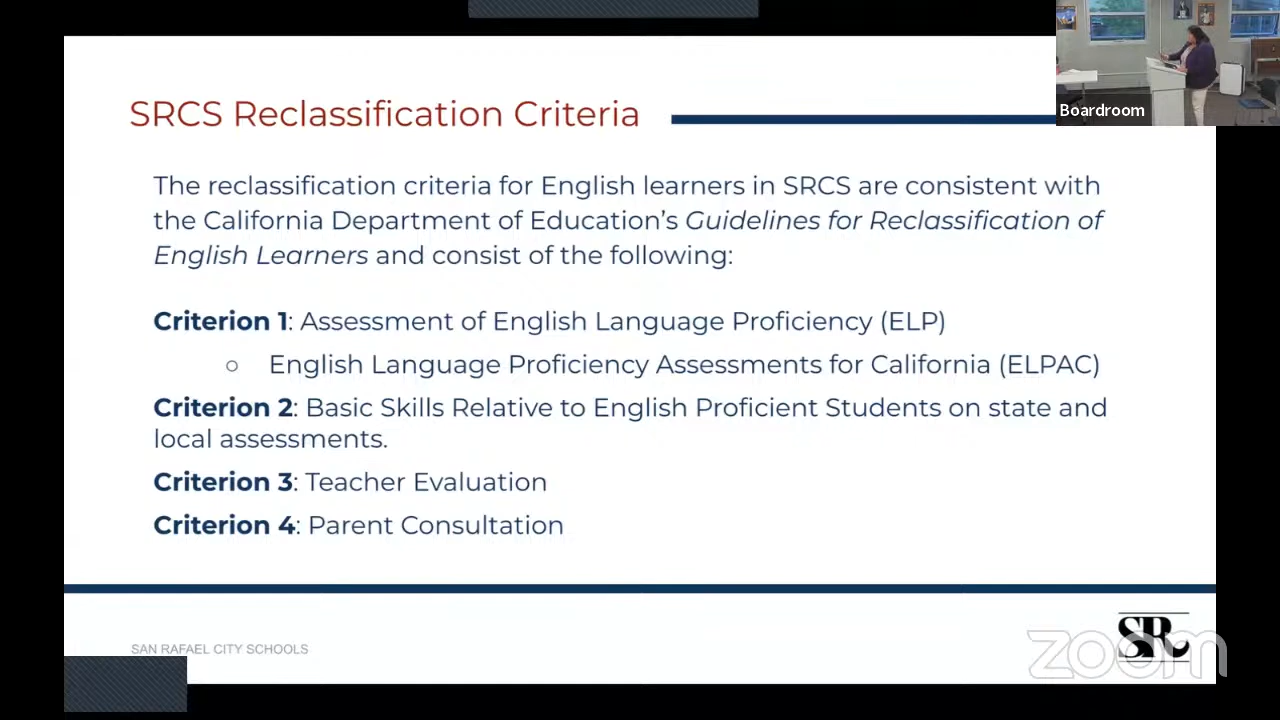 SRCS Reclassification Criteria
Boardroom
The reclassification criteria for English learners in SRCS are consistent with
the California Department of Education’s Guidelines for Reclassification of
English Learners and consist of the following:
Criterion 1: Assessment of English Language Proficiency (ELP)
○ English Language Proficiency Assessments for California (ELPAC)
Criterion 2: Basic Skills Relative to English Proficient Students on state and
local assessments.
Criterion 3: Teacher Evaluation
Criterion 4: Parent Consultation
SAN RAFAEL CITY SCHOOLS
SR
zoom